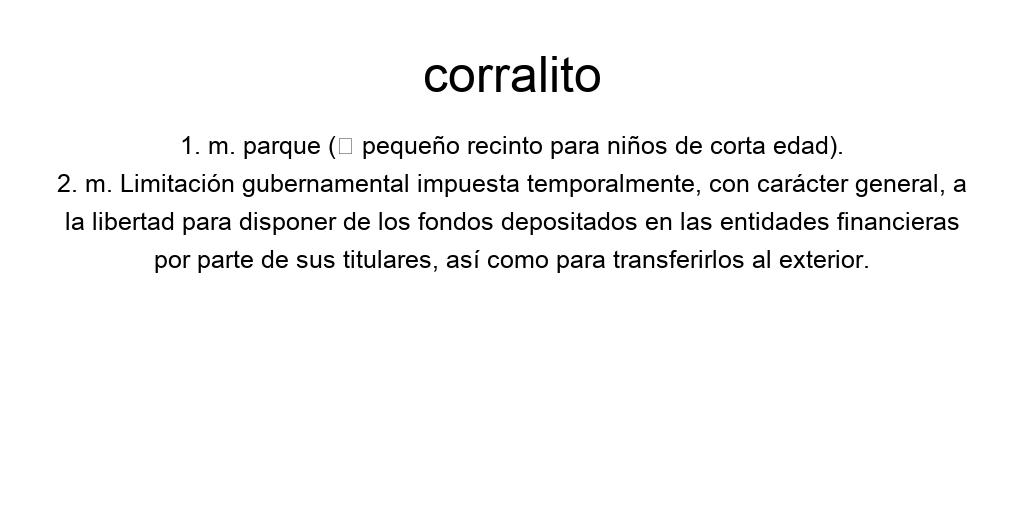 corralito
1. m. parque (□ pequeño recinto para niños de corta edad).
2. m. Limitación gubernamental impuesta temporalmente, con carácter general, a
la libertad para disponer de los fondos depositados en las entidades financieras
por parte de sus titulares, así como para transferirlos al exterior.